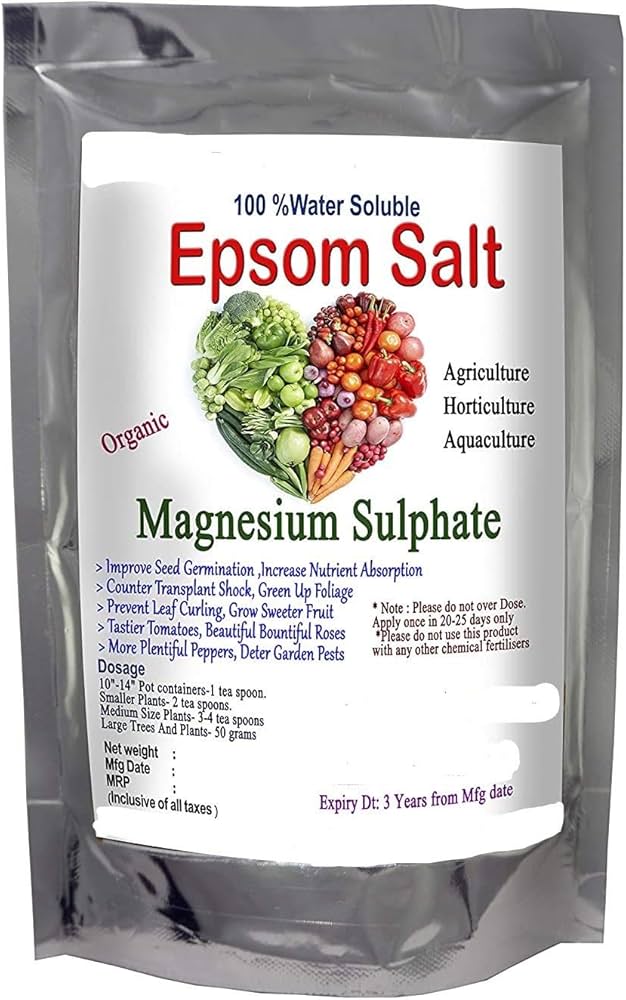 100 %Water Soluble
Epsom Salt
Agriculture
Horticulture
Aquaculture
Organic
Magnesium Sulphate
> Improve Seed Germination ,Increase Nutrient Absorption
> Counter Transplant Shock, Green Up Foliage
> Prevent Leaf Curling, Grow Sweeter Fruit
> Tastier Tomatoes, Beautiful Bountiful Roses
> More Plentiful Peppers, Deter Garden Pests
* Note : Please do not over Dose.
Apply once in 20-25 days only
*Please do not use this product
with any other chemical fertilisers
Dosage
10"-14" Pot containers-1 tea spoon.
Smaller Plants- 2 tea spoons.
Medium Size Plants- 3-4 tea spoons
Large Trees And Plants- 50 grams
Net weight :
Mfg Date :
MRP :
(Inclusive of all taxes )
Expiry Dt: 3 Years from Mfg date